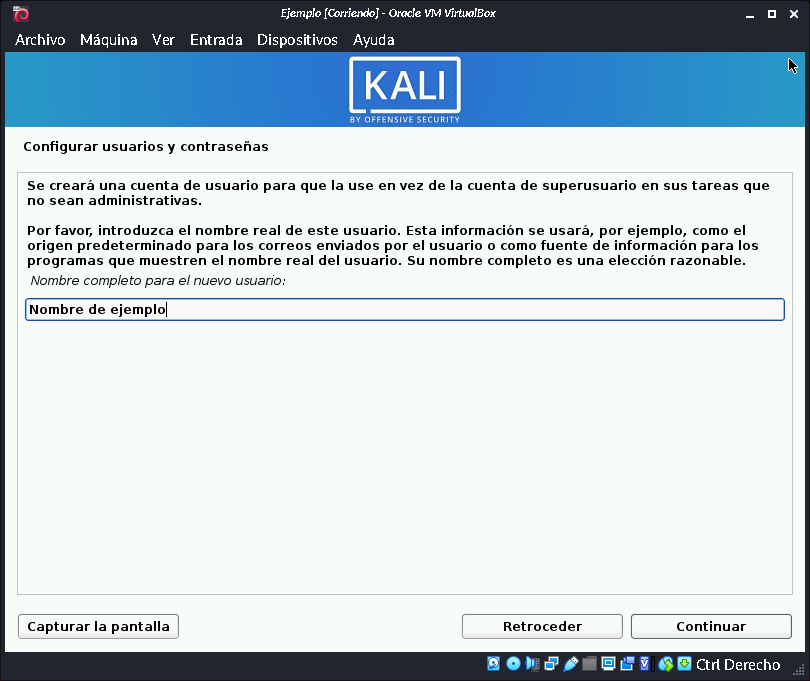 Ejemplo [Corriendo] - Oracle VM VirtualBox
Archivo Máquina Ver Entrada Dispositivos Ayuda
KALI
BY OFFENSIVE SECURITY
Configurar usuarios y contraseñas
Se creará una cuenta de usuario para que la use en vez de la cuenta de superusuario en sus tareas que
no sean administrativas.
Por favor, introduzca el nombre real de este usuario. Esta información se usará, por ejemplo, como el
origen predeterminado para los correos enviados por el usuario o como fuente de información para los
programas que muestren el nombre real del usuario. Su nombre completo es una elección razonable.
Nombre completo para el nuevo usuario:
Nombre de ejemplo
Capturar la pantalla Retroceder Continuar
Ctrl Derecho